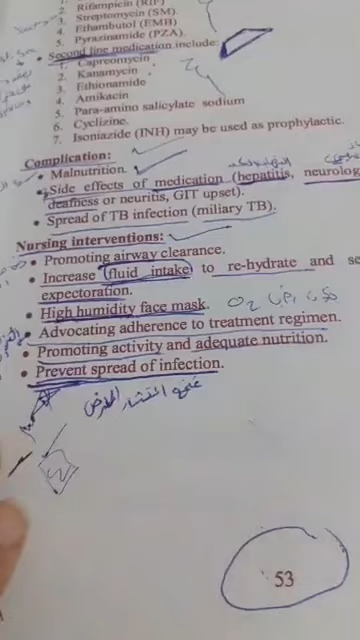 2. Rifampicin (RIF)
3. Streptomycin (SM).
4. Ethambutol (EMB)
5. Pyrazinamide (PZA).
• Second line medication include:
1. Capreomycin
2. Kanamycin
3. Ethionamide
4. Amikacin
5. Para-amino salicylate sodium
6. Cyclizine.
7. Isoniazide (INH) may be used as prophylactic.
Complication:
• Malnutrition.
• Side effects of medication (hepatitis, neurolog
deafness or neuritis, GIT upset).
• Spread of TB infection (miliary TB).
Nursing interventions:
• Promoting airway clearance.
• Increase fluid intake to re-hydrate and se
expectoration.
• High humidity face mask. O2
• Advocating adherence to treatment regimen.
• Promoting activity and adequate nutrition.
• Prevent spread of infection.
انتشار المرض
53